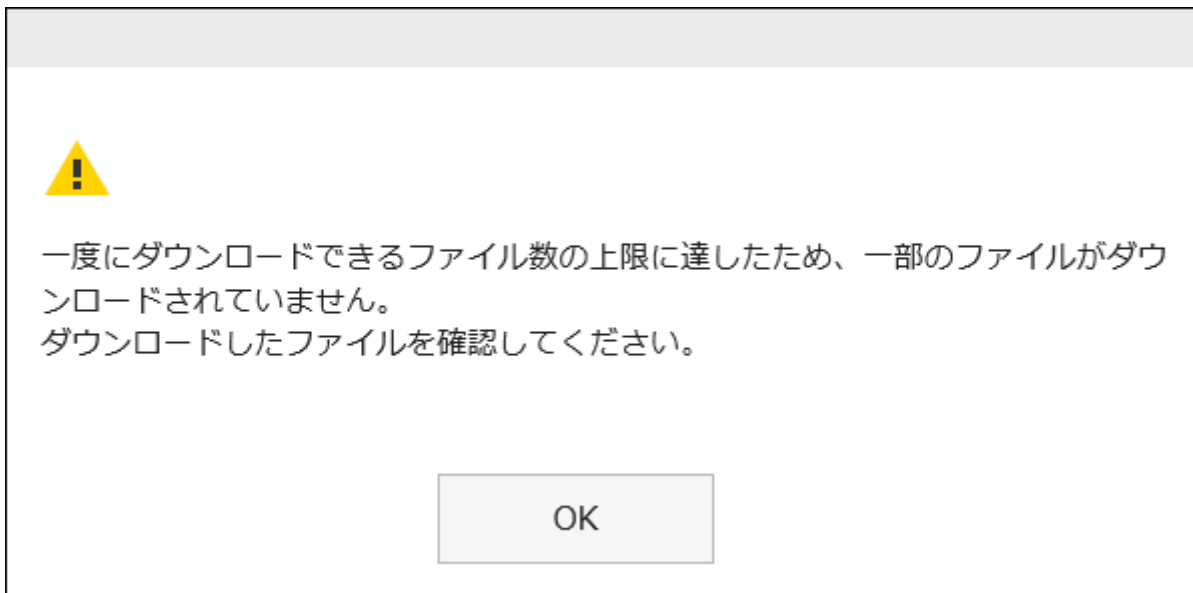 一度にダウンロードできるファイル数の上限に達したため、一部のファイルがダウ
ンロードされていません。
ダウンロードしたファイルを確認してください。
OK